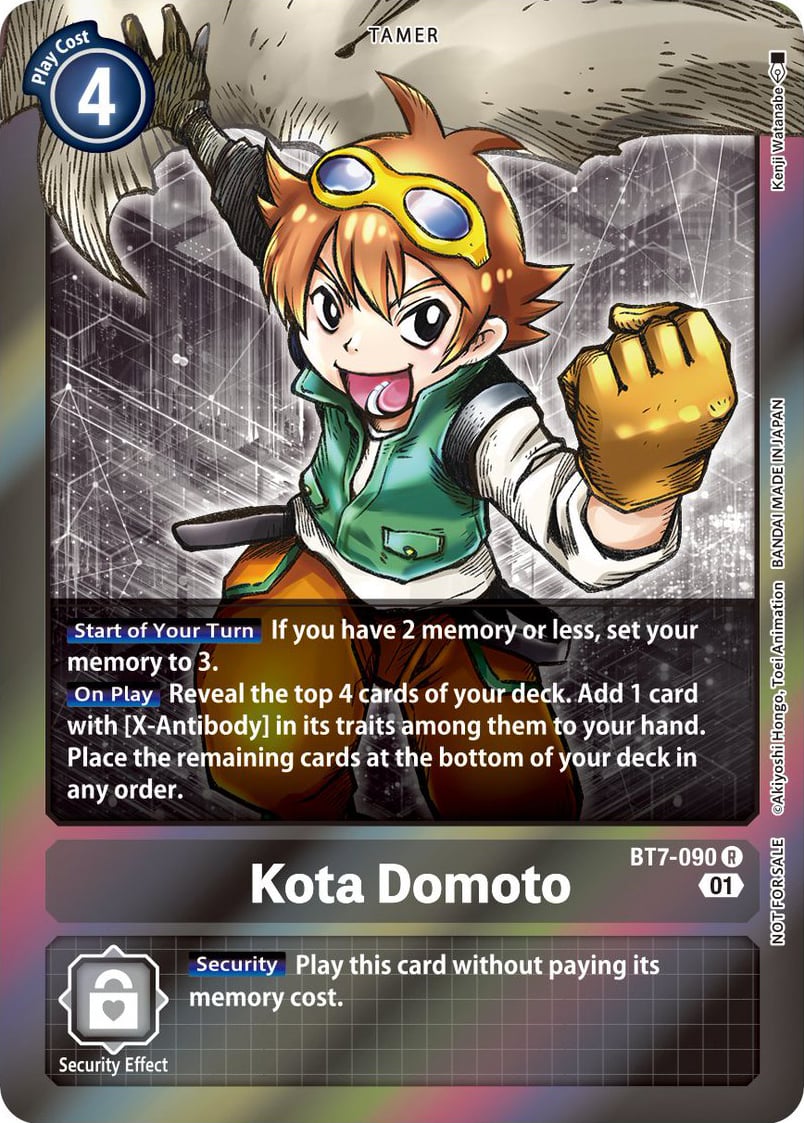 TAMER
Play Cost
4
Kenji Watanabe
Start of Your Turn If you have 2 memory or less, set your
memory to 3.
On Play Reveal the top 4 cards of your deck. Add 1 card
with [X-Antibody] in its traits among them to your hand.
Place the remaining cards at the bottom of your deck in
any order.
©Akiyoshi Hongo, Toei Animation BANDAI MADE IN JAPAN
NOT FOR SALE
BT7-090 R
01
Kota Domoto
Security Play this card without paying its
memory cost.
Security Effect